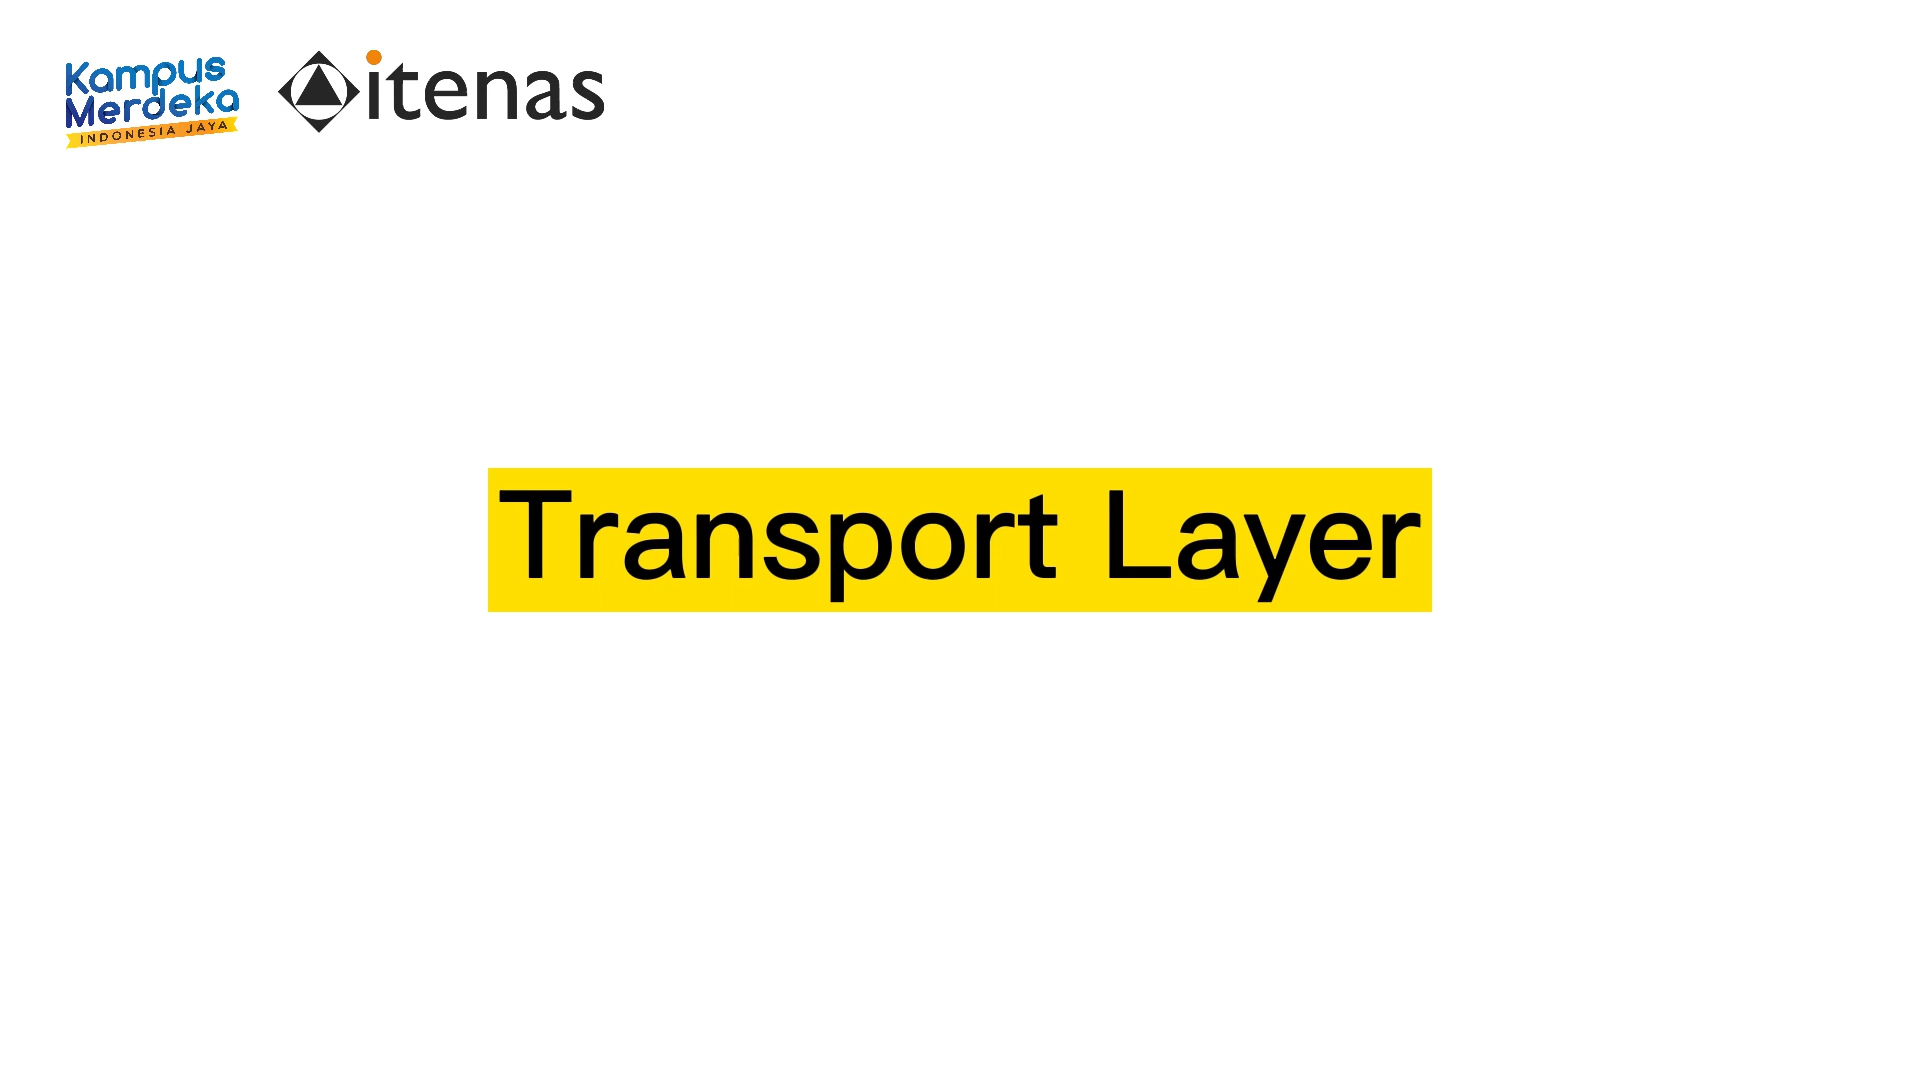 Kampus
Merdeka
INDONESIA JAYA
itenas
Transport Layer